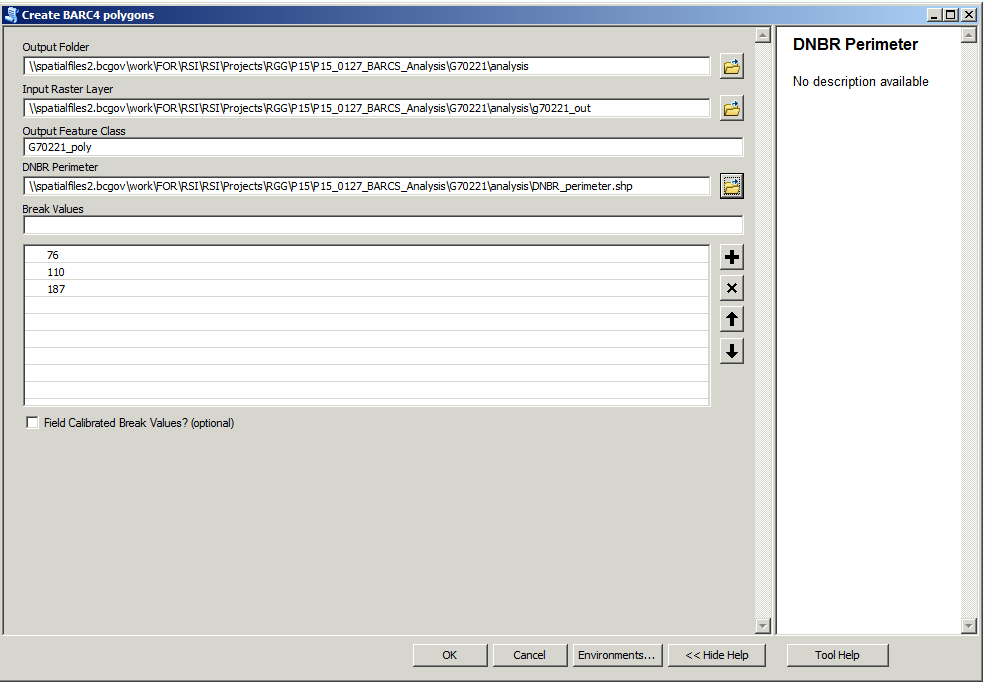 Create BARC4 polygons
Output Folder
\\spatialfiles2.bcgov\work\FOR\RSI\RSI\Projects\RGG\P15\P15_0127_BARCS_Analysis\G70221\analysis
Input Raster Layer
\\spatialfiles2.bcgov\work\FOR\RSI\RSI\Projects\RGG\P15\P15_0127_BARCS_Analysis\G70221\analysis\g70221_out
Output Feature Class
G70221_poly
DNBR Perimeter
\\spatialfiles2.bcgov\work\FOR\RSI\RSI\Projects\RGG\P15\P15_0127_BARCS_Analysis\G70221\analysis\DNBR_perimeter.shp
Break Values
76
110
187
Field Calibrated Break Values? (optional)
DNBR Perimeter
No description available
OK Cancel Environments... << Hide Help Tool Help